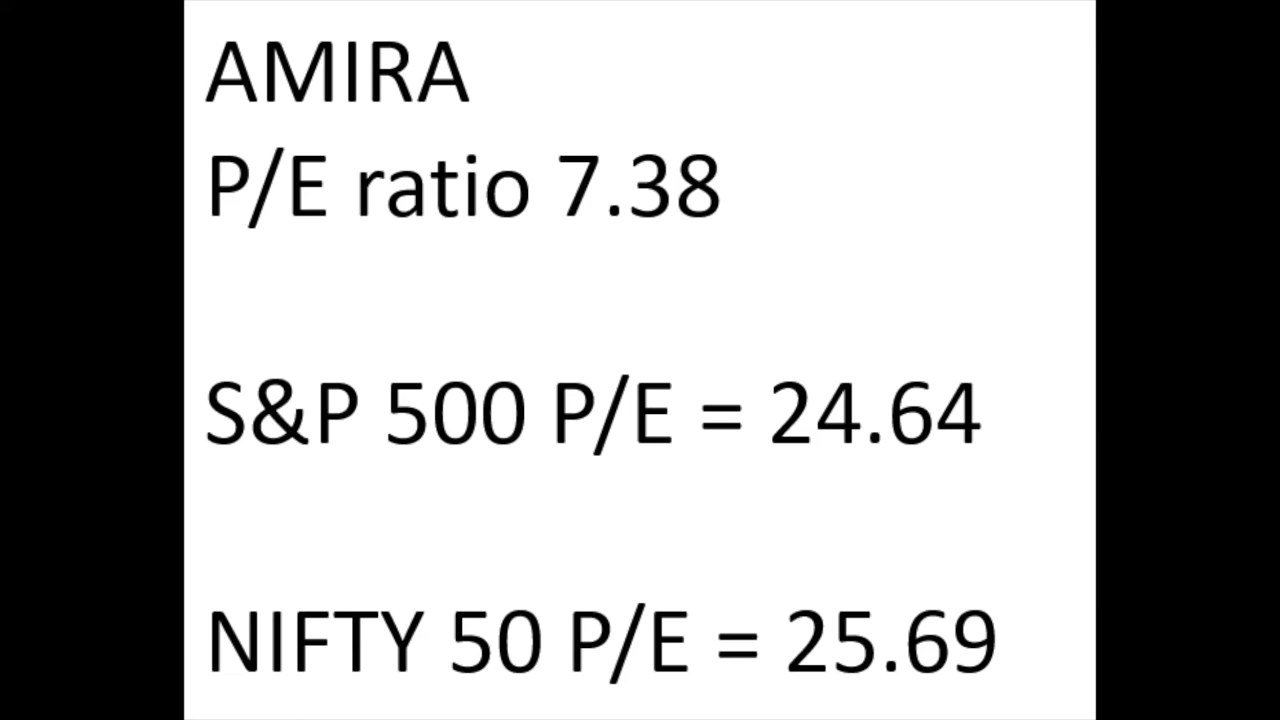 AMIRA
P/E ratio 7.38
S&P 500 P/E = 24.64
NIFTY 50 P/E = 25.69